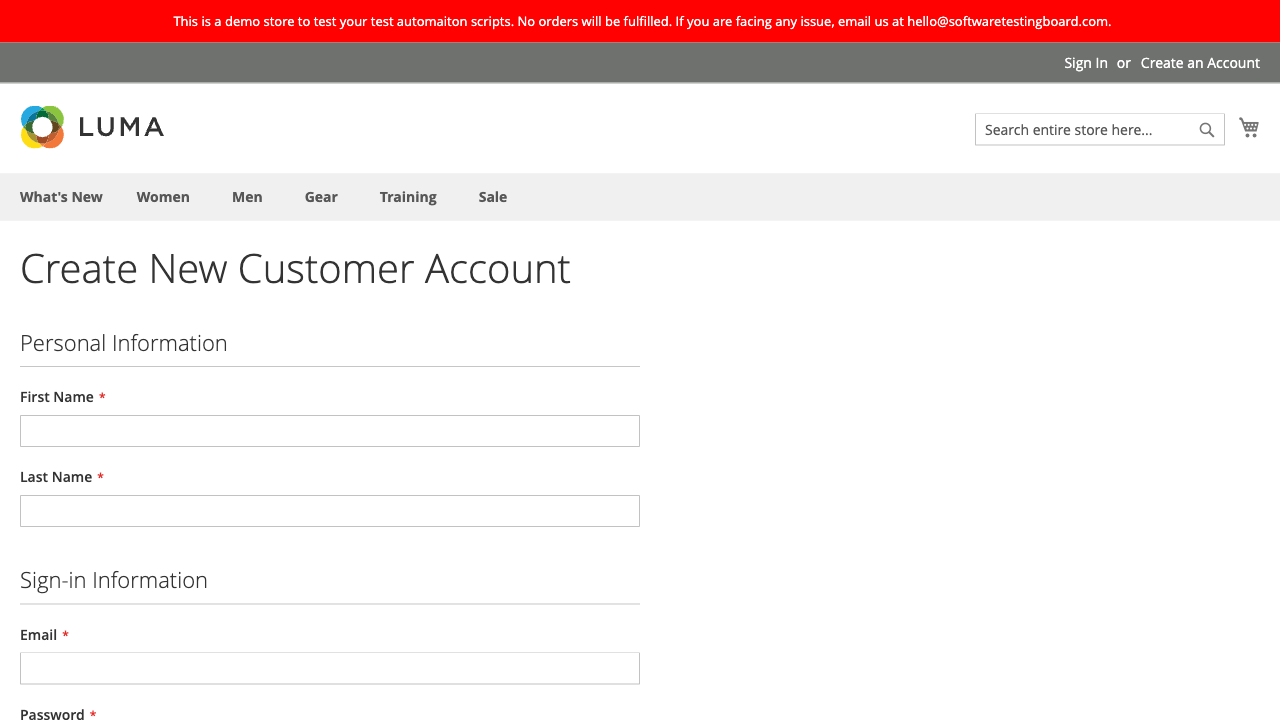 This is a demo store to test your test automaiton scripts. No orders will be fulfilled. If you are facing any issue, email us at hello@softwaretestingboard.com.
Sign In or Create an Account
LUMA
Search entire store here...
What's New Women Men Gear Training Sale
Create New Customer Account
Personal Information
First Name *
Last Name *
Sign-in Information
Email *
Password *